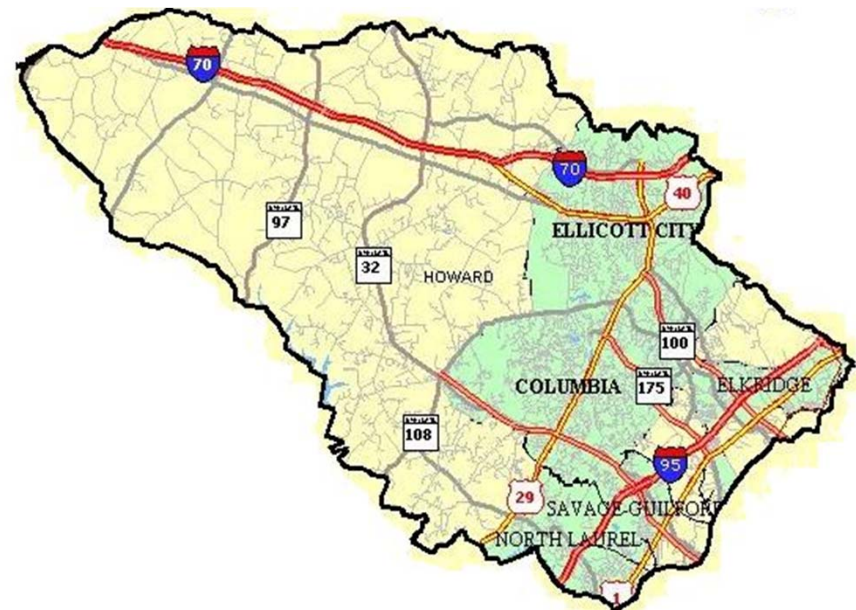 70
70
40
97
ELLICOTT CITY
32
HOWARD
100
COLUMBIA
175
ELKRIDGE
108
95
29
SAVAGE-GUILFORD
NORTH LAUREL
1